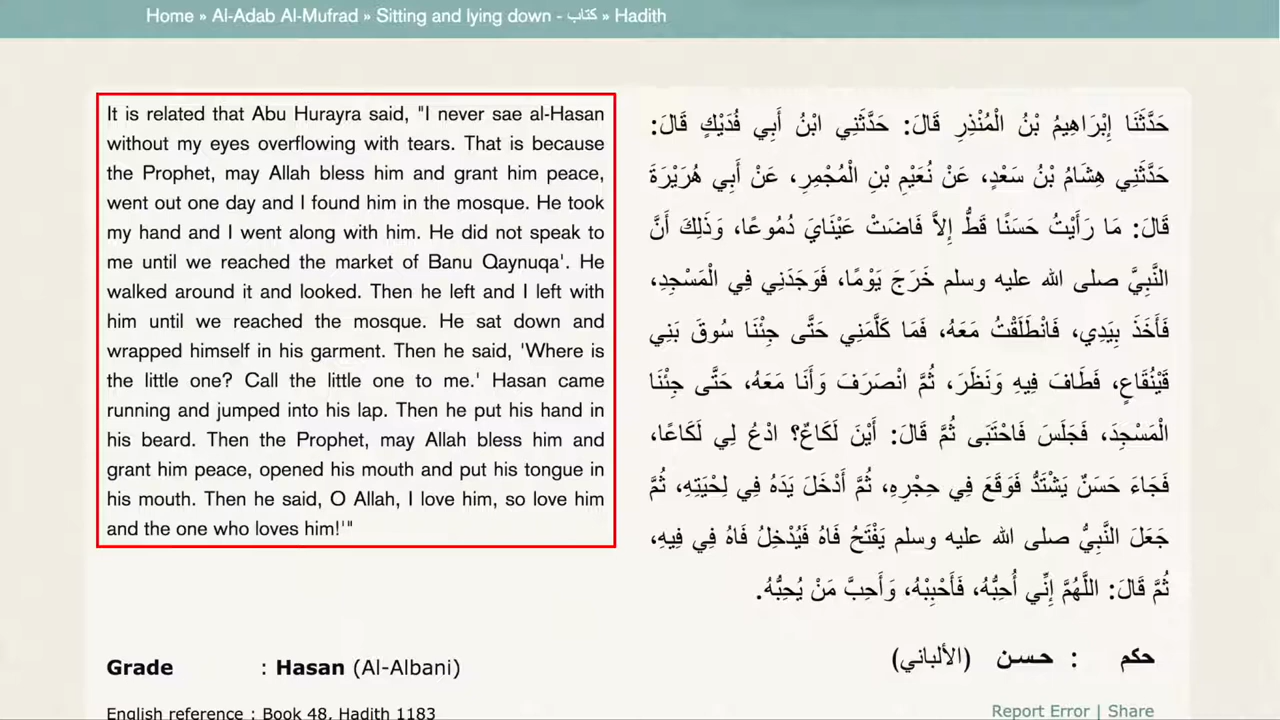 Home » Al-Adab Al-Mufrad » Sitting and lying down - كتاب » Hadith
It is related that Abu Hurayra said, "I never sae al-Hasan
without my eyes overflowing with tears. That is because
the Prophet, may Allah bless him and grant him peace,
went out one day and I found him in the mosque. He took
my hand and I went along with him. He did not speak to
me until we reached the market of Banu Qaynuqa'. He
walked around it and looked. Then he left and I left with
him until we reached the mosque. He sat down and
wrapped himself in his garment. Then he said, 'Where is
the little one? Call the little one to me.' Hasan came
running and jumped into his lap. Then he put his hand in
his beard. Then the Prophet, may Allah bless him and
grant him peace, opened his mouth and put his tongue in
his mouth. Then he said, O Allah, I love him, so love him
and the one who loves him!'"
حَدَّثَنَا إِبْرَاهِيمُ بْنُ الْمُنْذِرِ قَالَ: حَدَّثَنِي ابْنُ أَبِي فُدَيْكٍ قَالَ:
حَدَّثَنِي هِشَامُ بْنُ سَعْدٍ، عَنْ نُعَيْمِ بْنِ الْمُجْمِرِ، عَنْ أَبِي هُرَيْرَةَ
قَالَ: مَا رَأَيْتُ حَسَنًا قَطُّ إِلاَّ فَاضَتْ عَيْنَايَ دُمُوعًا، وَذَلِكَ أَنَّ
النَّبِيَّ صلى الله عليه وسلم خَرَجَ يَوْمًا، فَوَجَدَنِي فِي الْمَسْجِدِ،
فَأَخَذَ بِيَدِي، فَانْطَلَقْتُ مَعَهُ، فَمَا كَلَّمَنِي حَتَّى جِئْنَا سُوقَ بَنِي
قَيْنُقَاعٍ، فَطَافَ فِيهِ وَنَظَرَ، ثُمَّ انْصَرَفَ وَأَنَا مَعَهُ، حَتَّى جِئْنَا
الْمَسْجِدَ، فَجَلَسَ فَاحْتَبَى ثُمَّ قَالَ: أَيْنَ لَكَاعٌ؟ ادْعُ لِي لَكَاعًا،
فَجَاءَ حَسَنٌ يَشْتَدُّ فَوَقَعَ فِي حِجْرِهِ، ثُمَّ أَدْخَلَ يَدَهُ فِي لِحْيَتِهِ، ثُمَّ
جَعَلَ النَّبِيُّ صلى الله عليه وسلم يَفْتَحُ فَاهُ فَيُدْخِلُ فَاهُ فِي فِيهِ،
ثُمَّ قَالَ: اللَّهُمَّ إِنِّي أُحِبُّهُ، فَأَحْبِبْهُ، وَأَحِبَّ مَنْ يُحِبُّهُ.
Grade : Hasan (Al-Albani)
حكم : حسن (الألباني)
English reference : Book 48, Hadith 1183
Report Error | Share